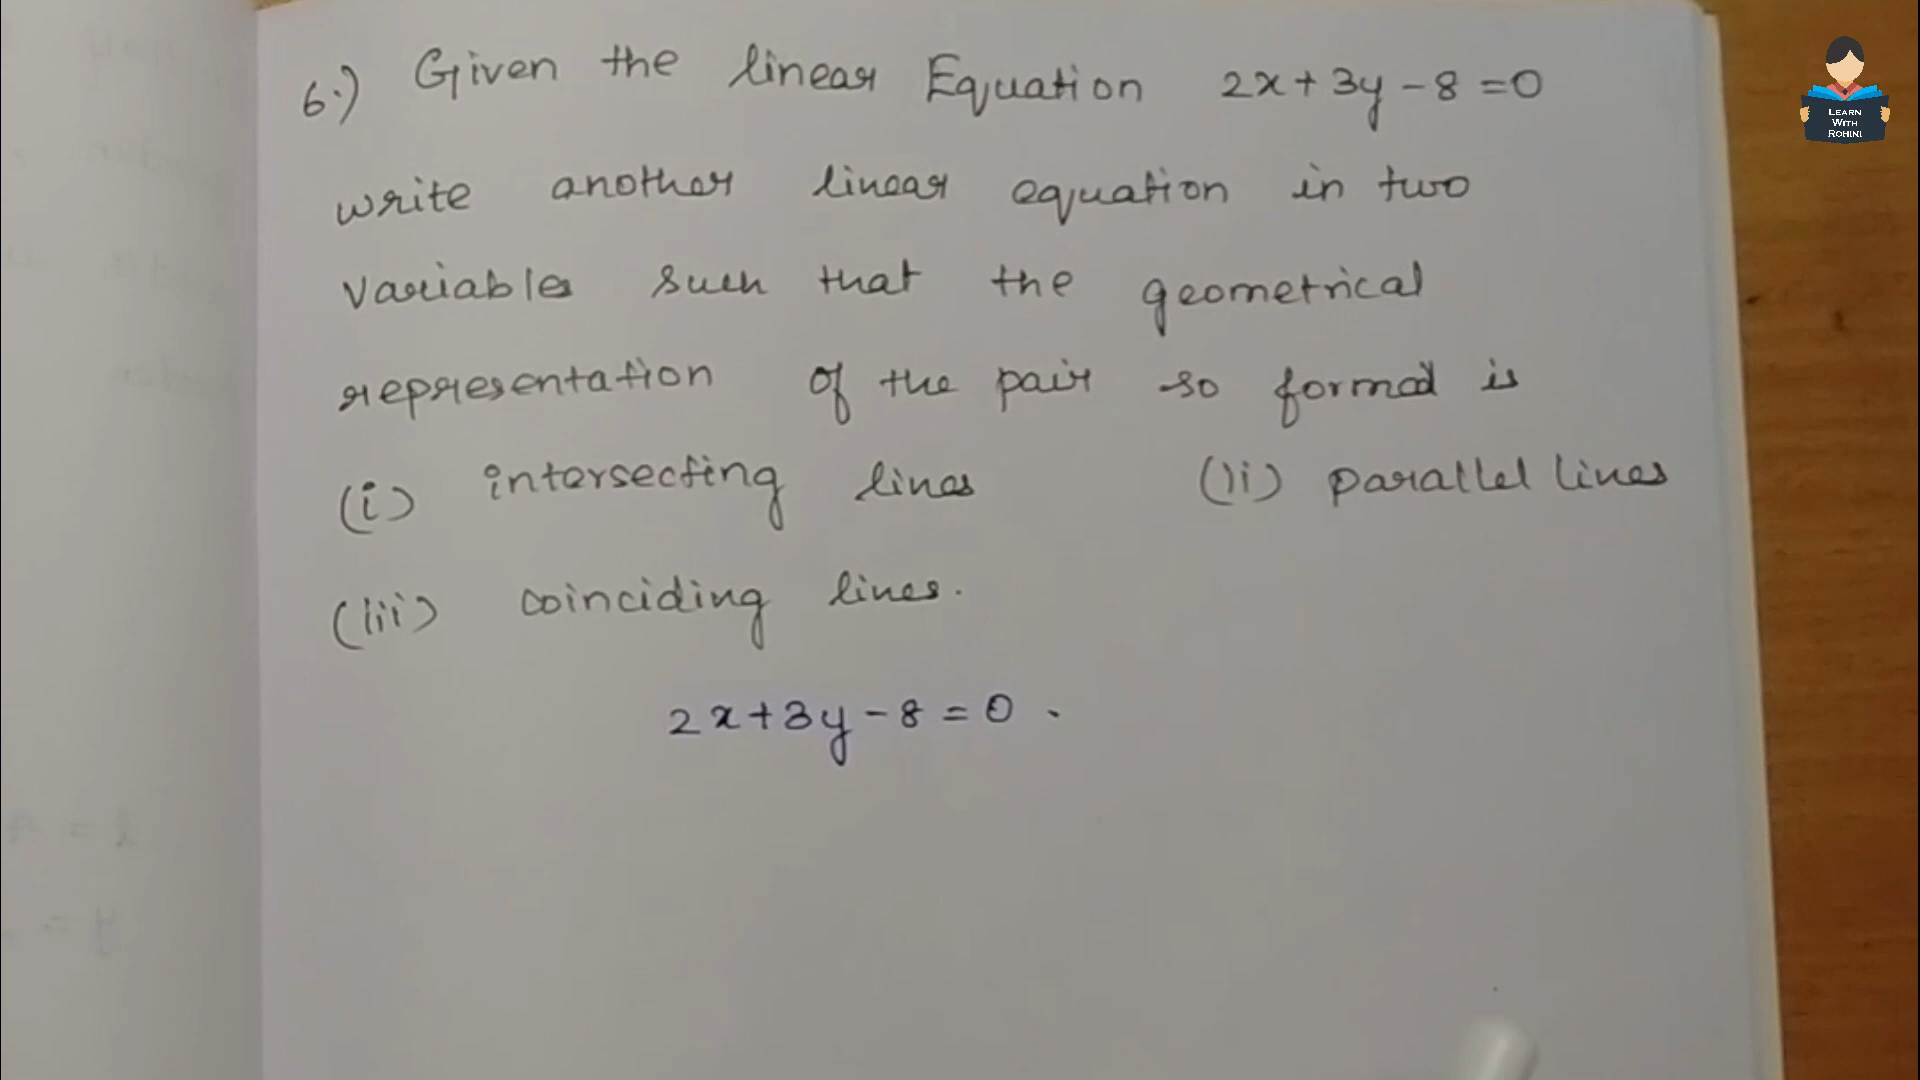 6.) Given the linear Equation 2x+3y-8=0
write another linear equation in two
variables such that the geometrical
representation of the pair so formed is
(i) intersecting lines (ii) parallel lines
(iii) coinciding lines.
2x+3y-8=0.
LEARN
WITH
ROHINI